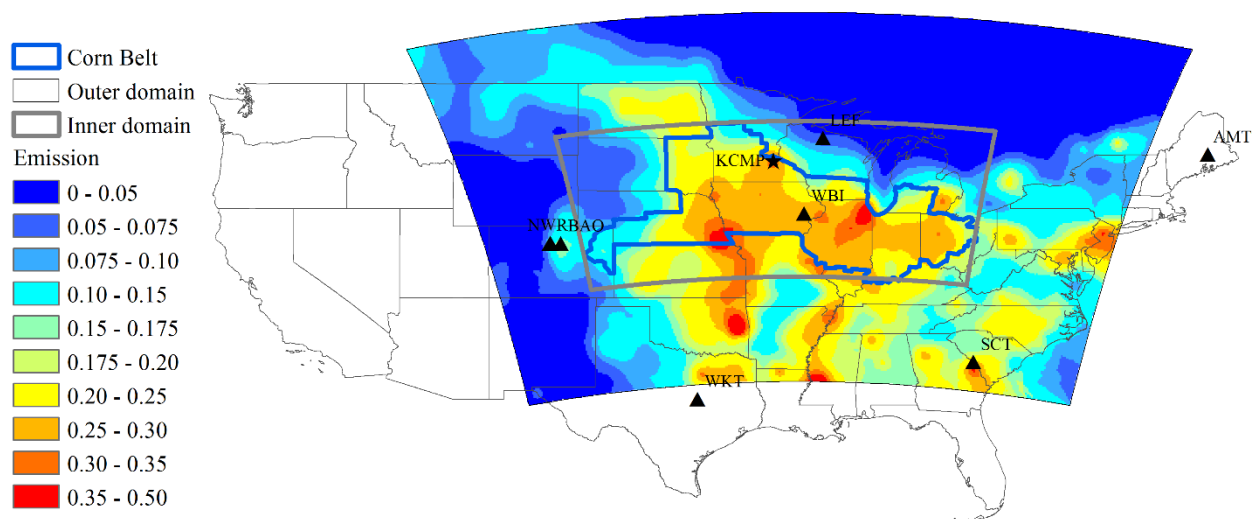 Corn Belt
Outer domain
Inner domain
Emission
0 - 0.05
0.05 - 0.075
0.075 - 0.10
0.10 - 0.15
0.15 - 0.175
0.175 - 0.20
0.20 - 0.25
0.25 - 0.30
0.30 - 0.35
0.35 - 0.50
LEF
AMT
KCMP
WBI
NWRBAO
SCT
WKT